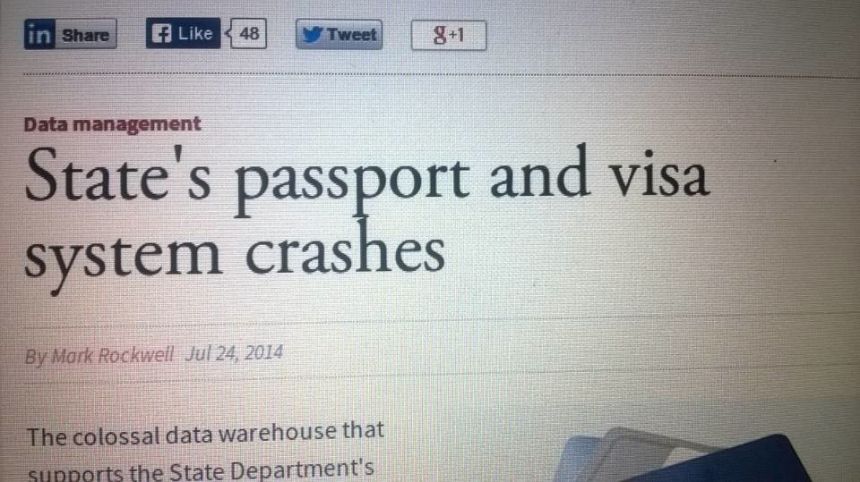 in Share f Like 48 Tweet g+1
Data management
State's passport and visa
system crashes
By Mark Rockwell Jul 24, 2014
The colossal data warehouse that
supports the State Department's